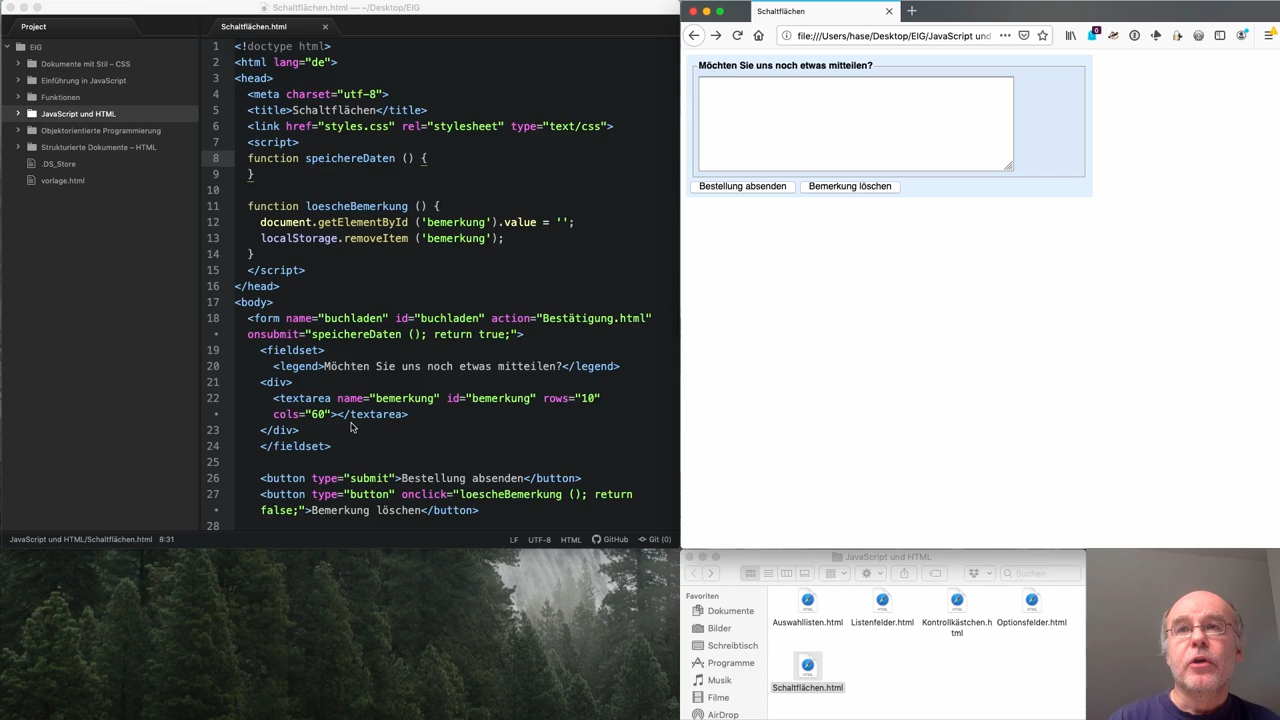 Schaltflächen.html — ~/Desktop/EIG
Project
Schaltflächen.html
EIG
Dokumente mit Stil – CSS
Einführung in JavaScript
Funktionen
JavaScript und HTML
Objektorientierte Programmierung
Strukturierte Dokumente – HTML
.DS_Store
vorlage.html
1 <!doctype html>
2 <html lang="de">
3 <head>
4 <meta charset="utf-8">
5 <title>Schaltflächen</title>
6 <link href="styles.css" rel="stylesheet" type="text/css">
7 <script>
8 function speichereDaten () {
9 }
10
11 function loescheBemerkung () {
12 document.getElementById ('bemerkung').value = '';
13 localStorage.removeItem ('bemerkung');
14 }
15 </script>
16 </head>
17 <body>
18 <form name="buchladen" id="buchladen" action="Bestätigung.html"
• onsubmit="speichereDaten (); return true;">
19 <fieldset>
20 <legend>Möchten Sie uns noch etwas mitteilen?</legend>
21 <div>
22 <textarea name="bemerkung" id="bemerkung" rows="10"
• cols="60"></textarea>
23 </div>
24 </fieldset>
25
26 <button type="submit">Bestellung absenden</button>
27 <button type="button" onclick="loescheBemerkung (); return
• false;">Bemerkung löschen</button>
28
JavaScript und HTML/Schaltflächen.html 8:31
LF UTF-8 HTML GitHub Git (0)
Schaltflächen
file:///Users/hase/Desktop/EIG/JavaScript und
0
Möchten Sie uns noch etwas mitteilen?
Bestellung absenden Bemerkung löschen
JavaScript und HTML
Suchen
Favoriten
Dokumente
Bilder
Schreibtisch
Programme
Musik
Filme
AirDrop
HTML HTML HTML HTML
Auswahllisten.html Listenfelder.html Kontrollkästchen.h Optionsfelder.html
tml
HTML
Schaltflächen.html